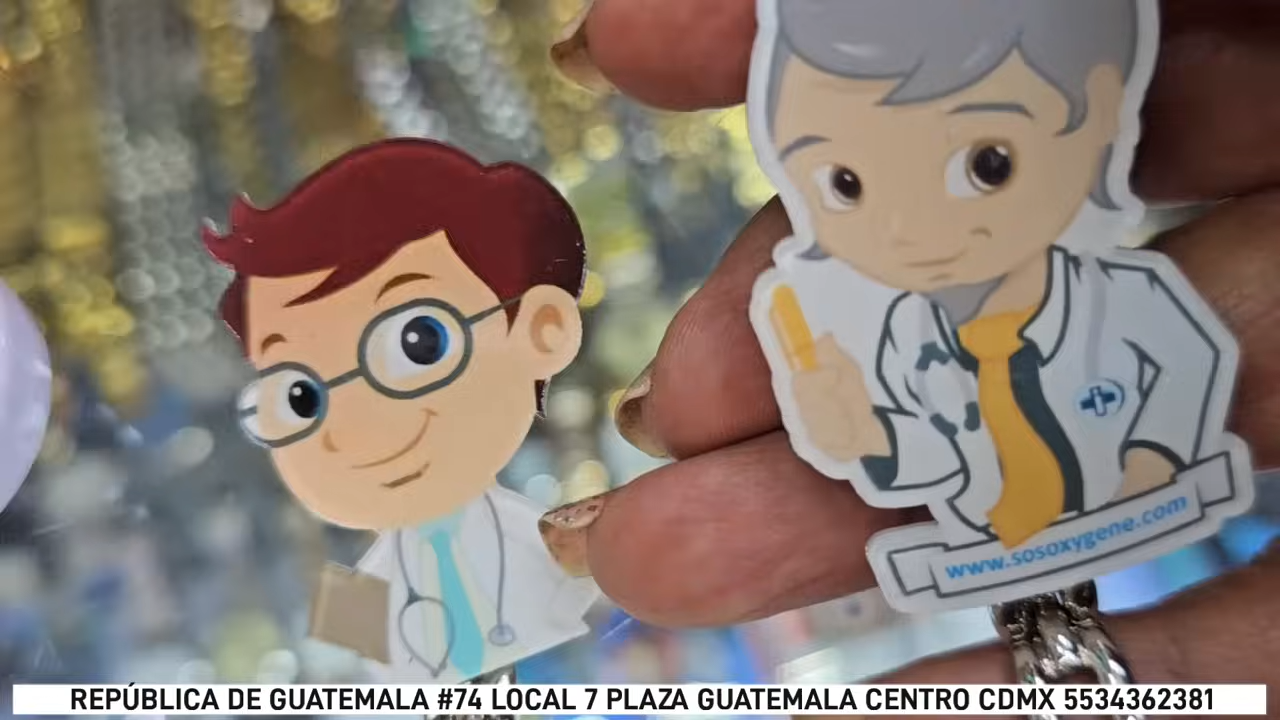 www.sosoxygene.com
REPÚBLICA DE GUATEMALA #74 LOCAL 7 PLAZA GUATEMALA CENTRO CDMX 5534362381